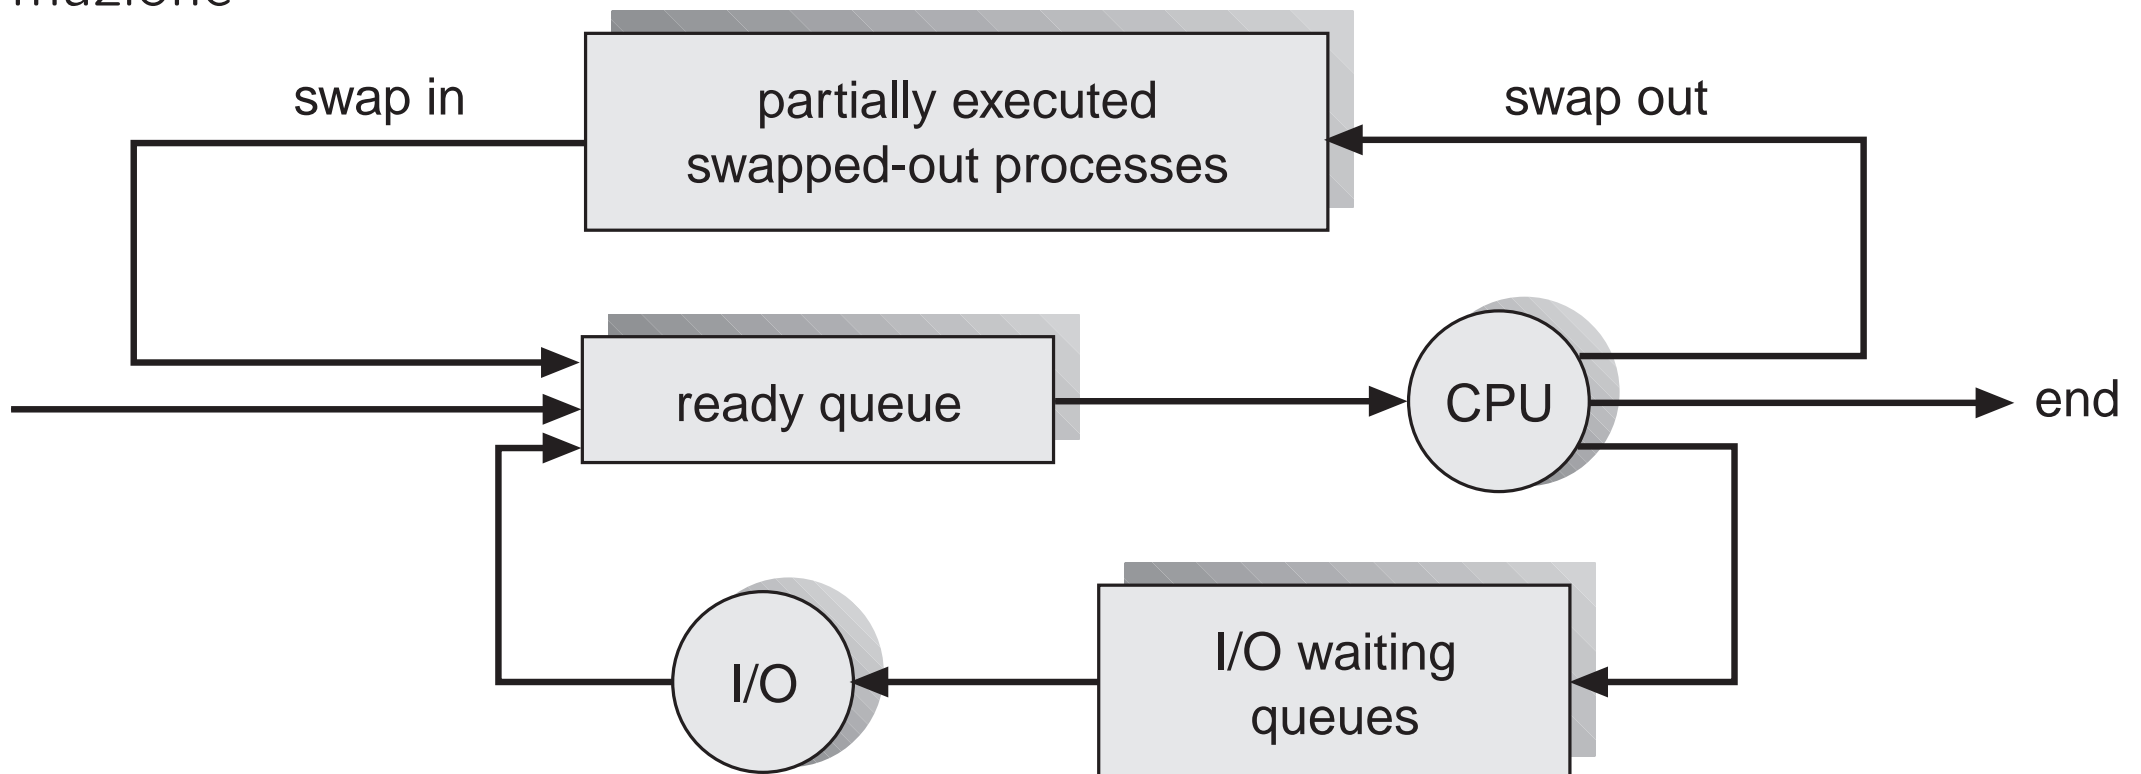 swap in
partially executed
swapped-out processes
swap out
ready queue
CPU
end
I/O
I/O waiting
queues